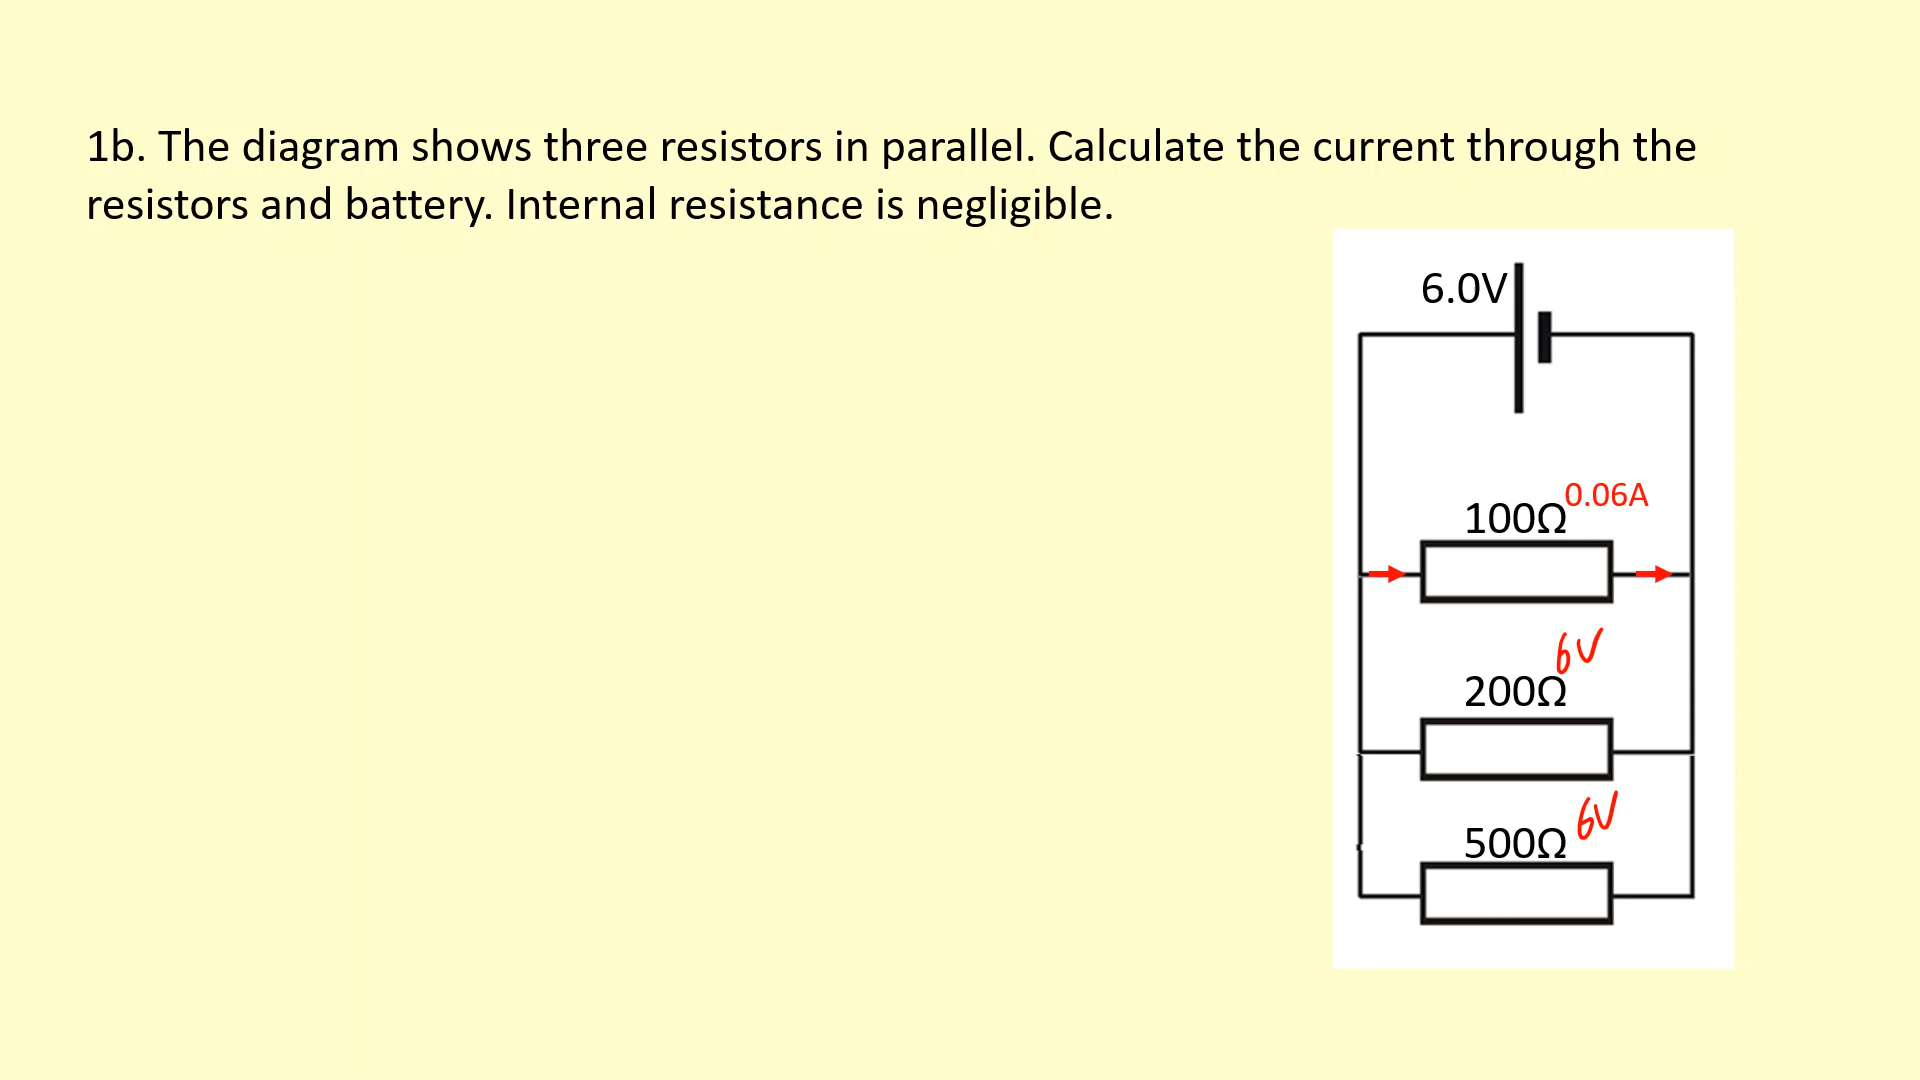 1b. The diagram shows three resistors in parallel. Calculate the current through the
resistors and battery. Internal resistance is negligible.
6.0V
0.06A
100Ω
6V
200Ω
6V
500Ω